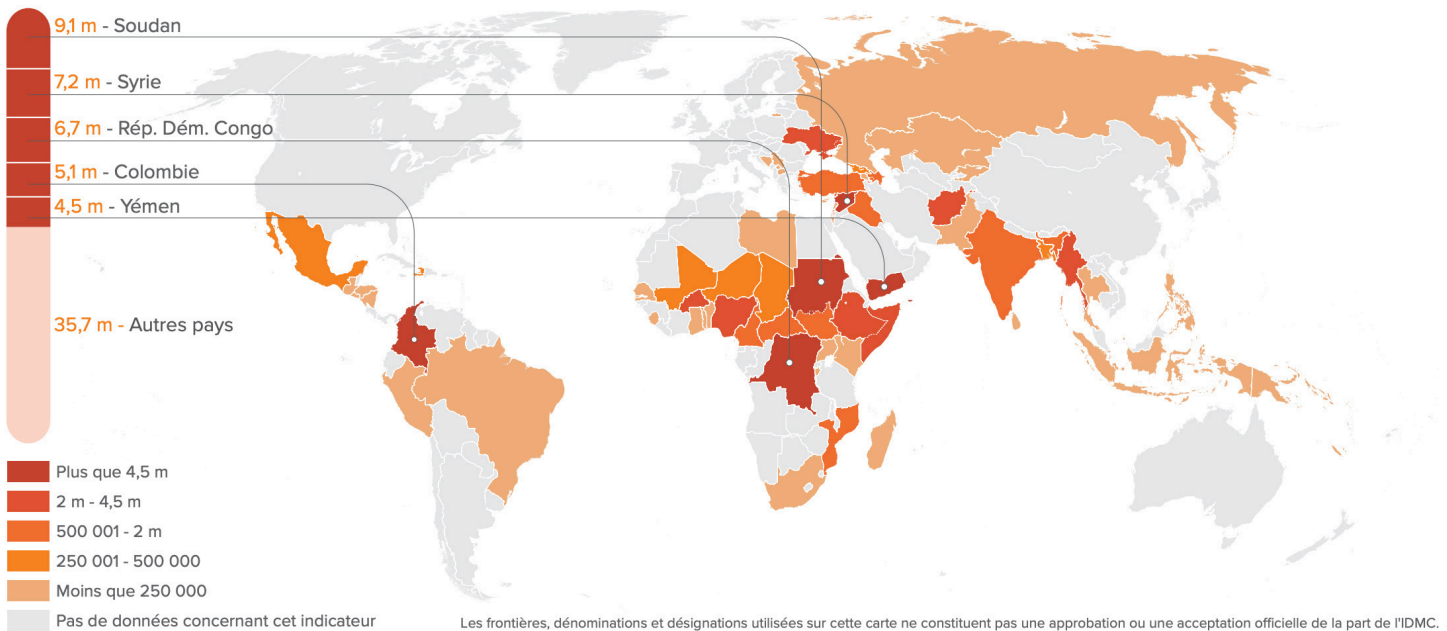 9,1 m - Soudan
7,2 m - Syrie
6,7 m - Rép. Dém. Congo
5,1 m - Colombie
4,5 m - Yémen
35,7 m - Autres pays
Plus que 4,5 m
2 m - 4,5 m
500 001 - 2 m
250 001 - 500 000
Moins que 250 000
Pas de données concernant cet indicateur
Les frontières, dénominations et désignations utilisées sur cette carte ne constituent pas une approbation ou une acceptation officielle de la part de l'IDMC.